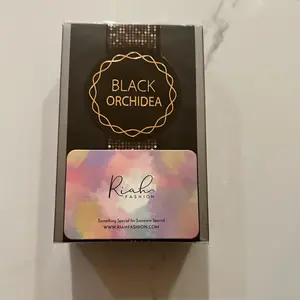 BLACK
ORCHIDEA
Riah
FASHION
Something Special for Someone Special
WWW.RIAHFASHION.COM